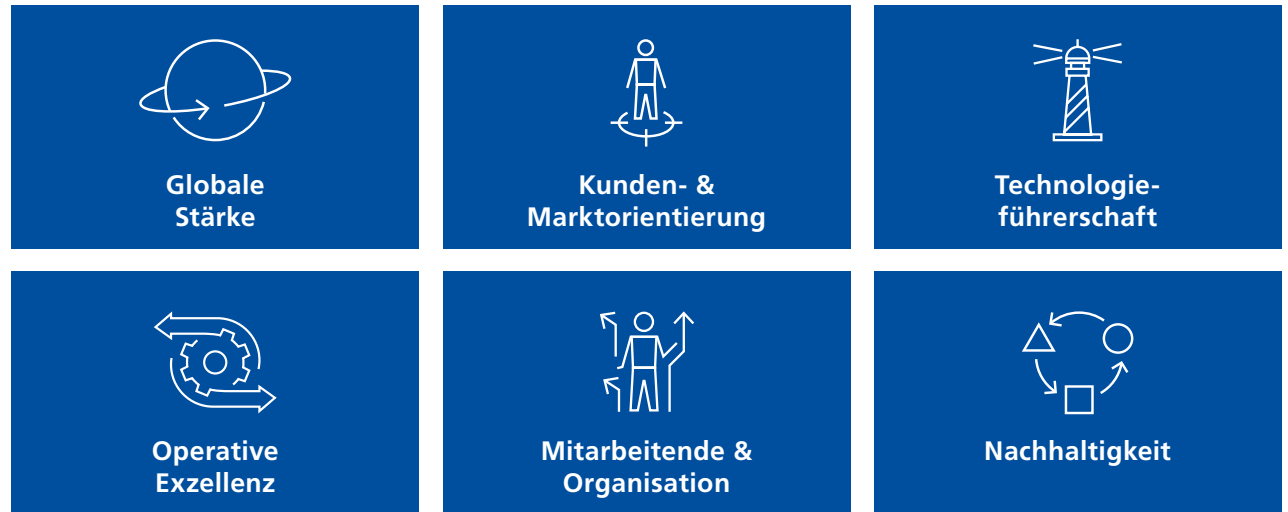 Globale
Stärke
Kunden- &
Marktorientierung
Technologie-
führerschaft
Operative
Exzellenz
Mitarbeitende &
Organisation
Nachhaltigkeit